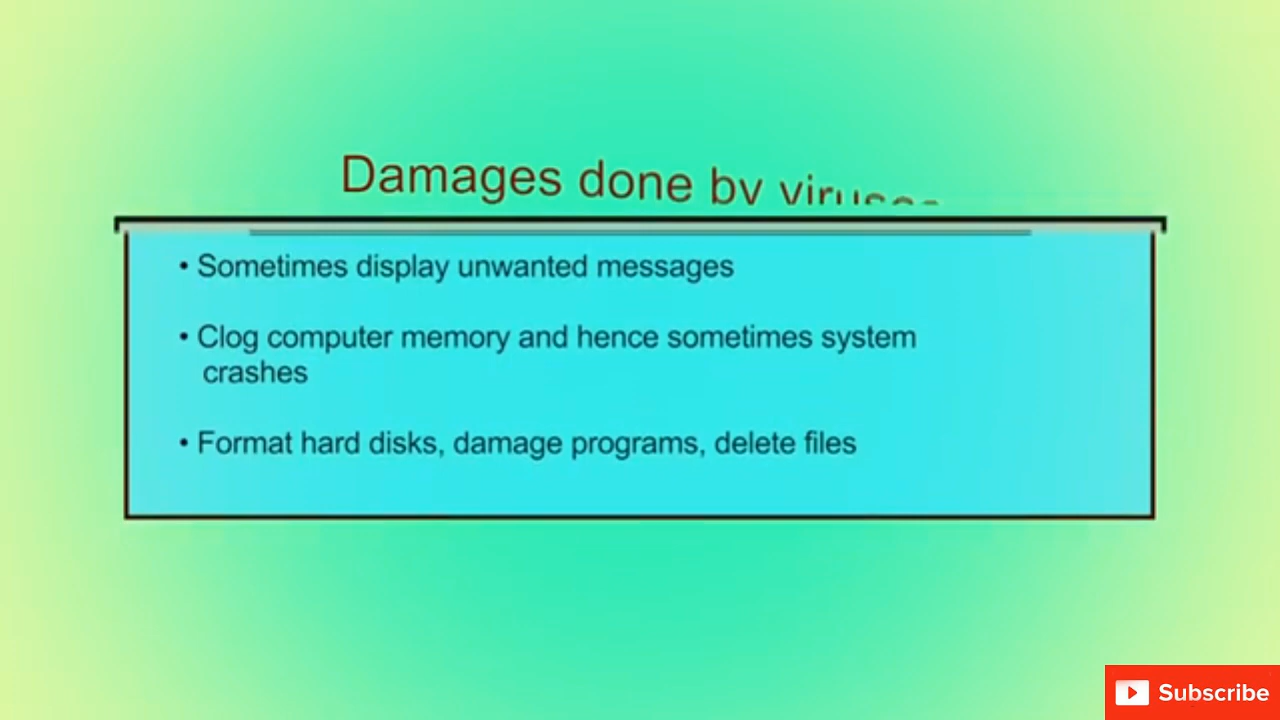 Damages done by viruses
• Sometimes display unwanted messages
• Clog computer memory and hence sometimes system
crashes
• Format hard disks, damage programs, delete files
Subscribe